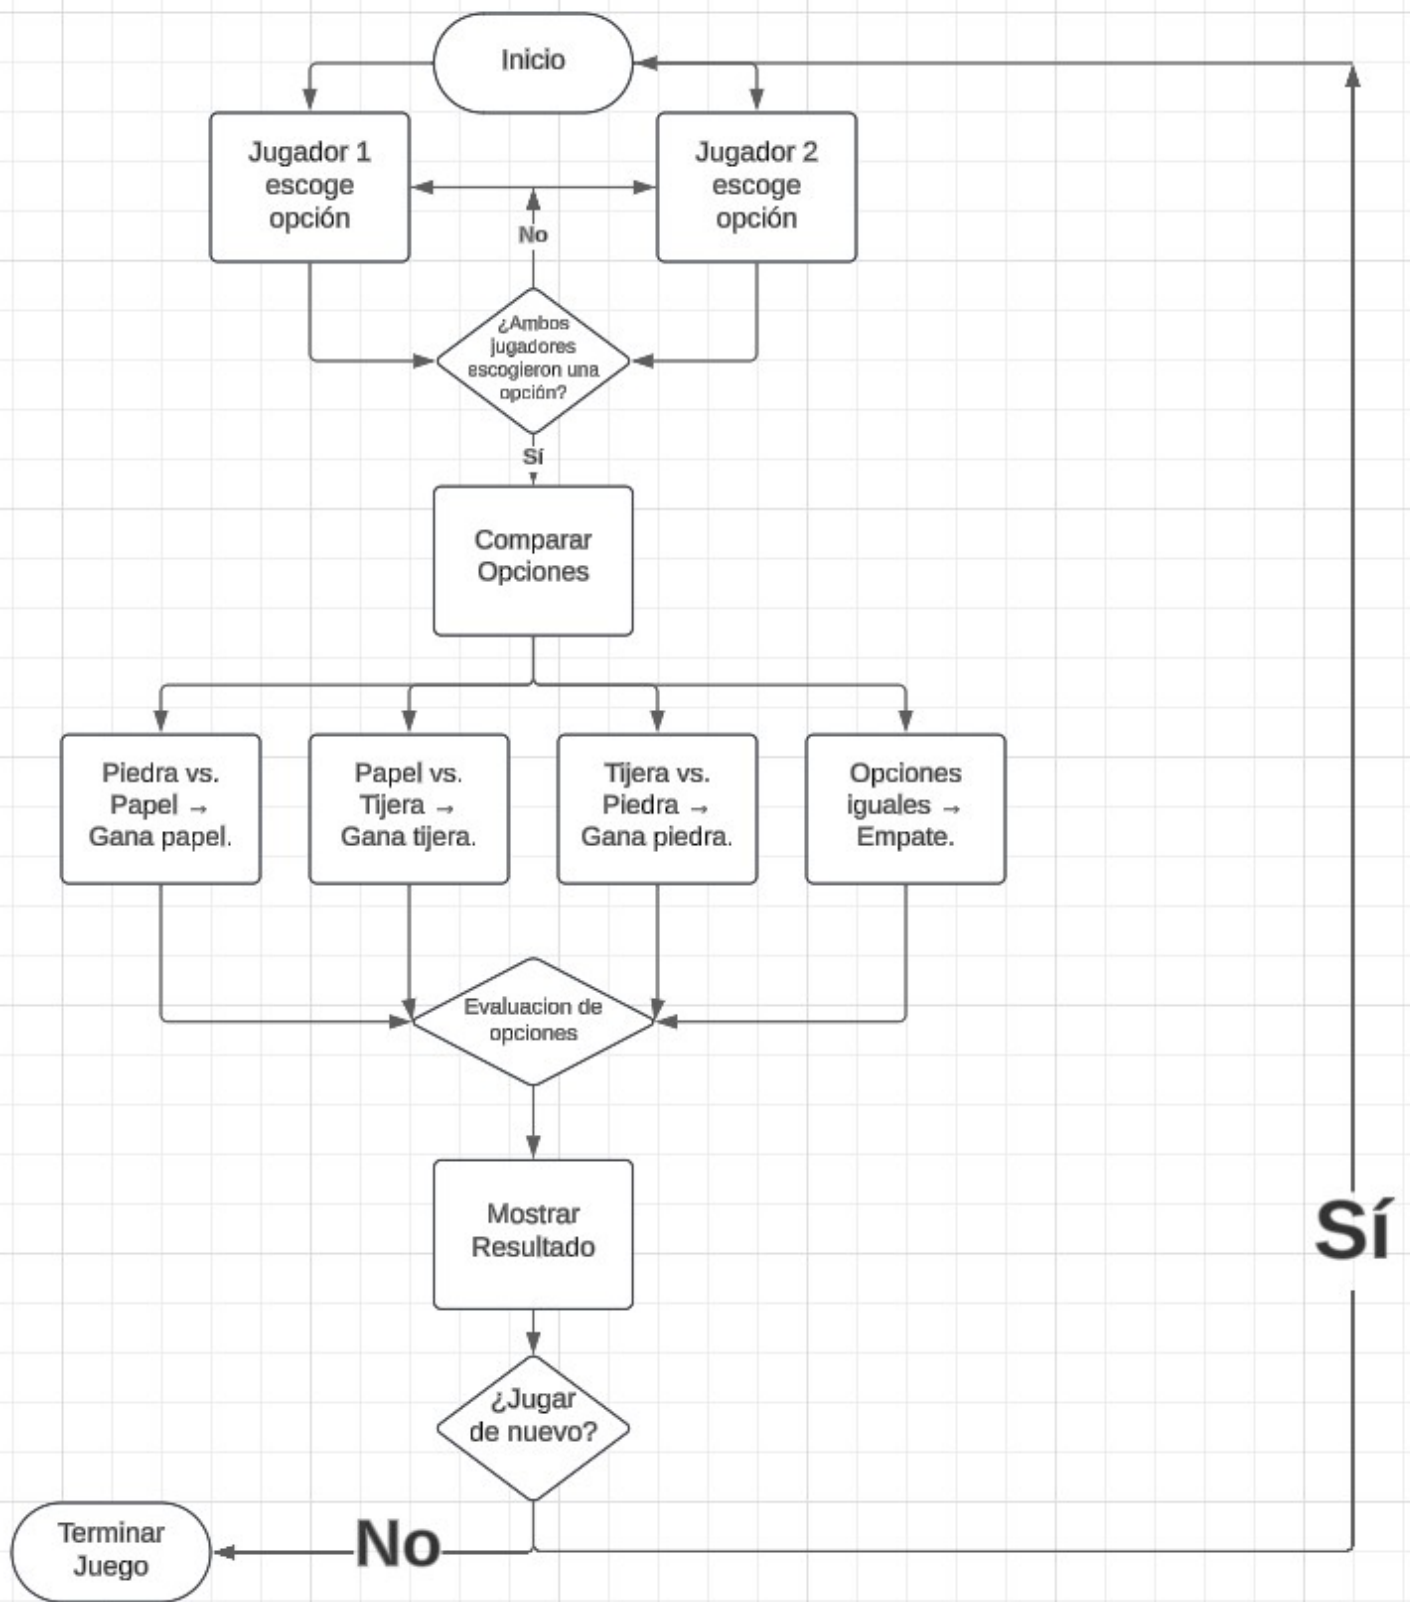 Inicio
Jugador 1
escoge
opción
Jugador 2
escoge
opción
No
¿Ambos
jugadores
escogieron una
opción?
Sí
Comparar
Opciones
Piedra vs.
Papel →
Gana papel.
Papel vs.
Tijera →
Gana tijera.
Tijera vs.
Piedra →
Gana piedra.
Opciones
iguales →
Empate.
Evaluacion de
opciones
Mostrar
Resultado
Sí
¿Jugar
de nuevo?
No
Terminar
Juego